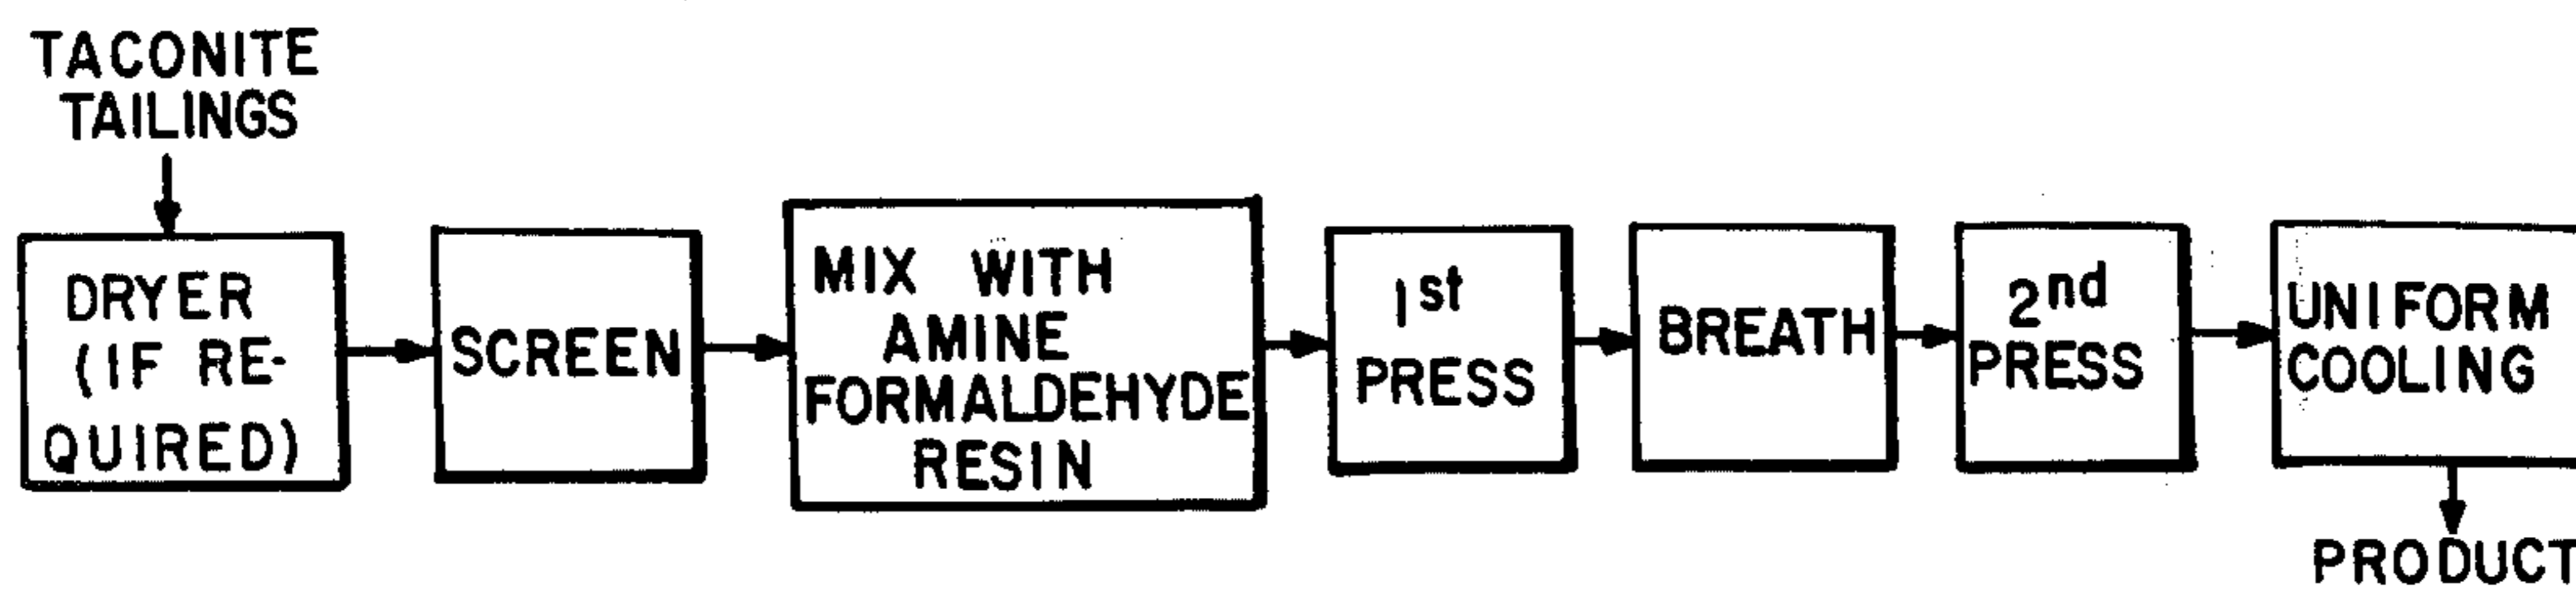 TACONITE
TAILINGS
DRYER
(IF RE-
QUIRED)
SCREEN
MIX WITH
AMINE
FORMALDEHYDE
RESIN
1st
PRESS
BREATH
2nd
PRESS
UNIFORM
COOLING
PRODUCT